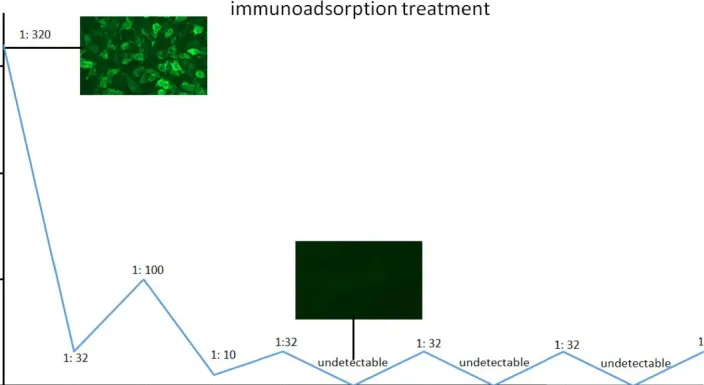 immunoadsorption treatment
1: 320
1: 100
1: 32
1: 10
1:32
undetectable
1: 32
undetectable
1: 32
undetectable